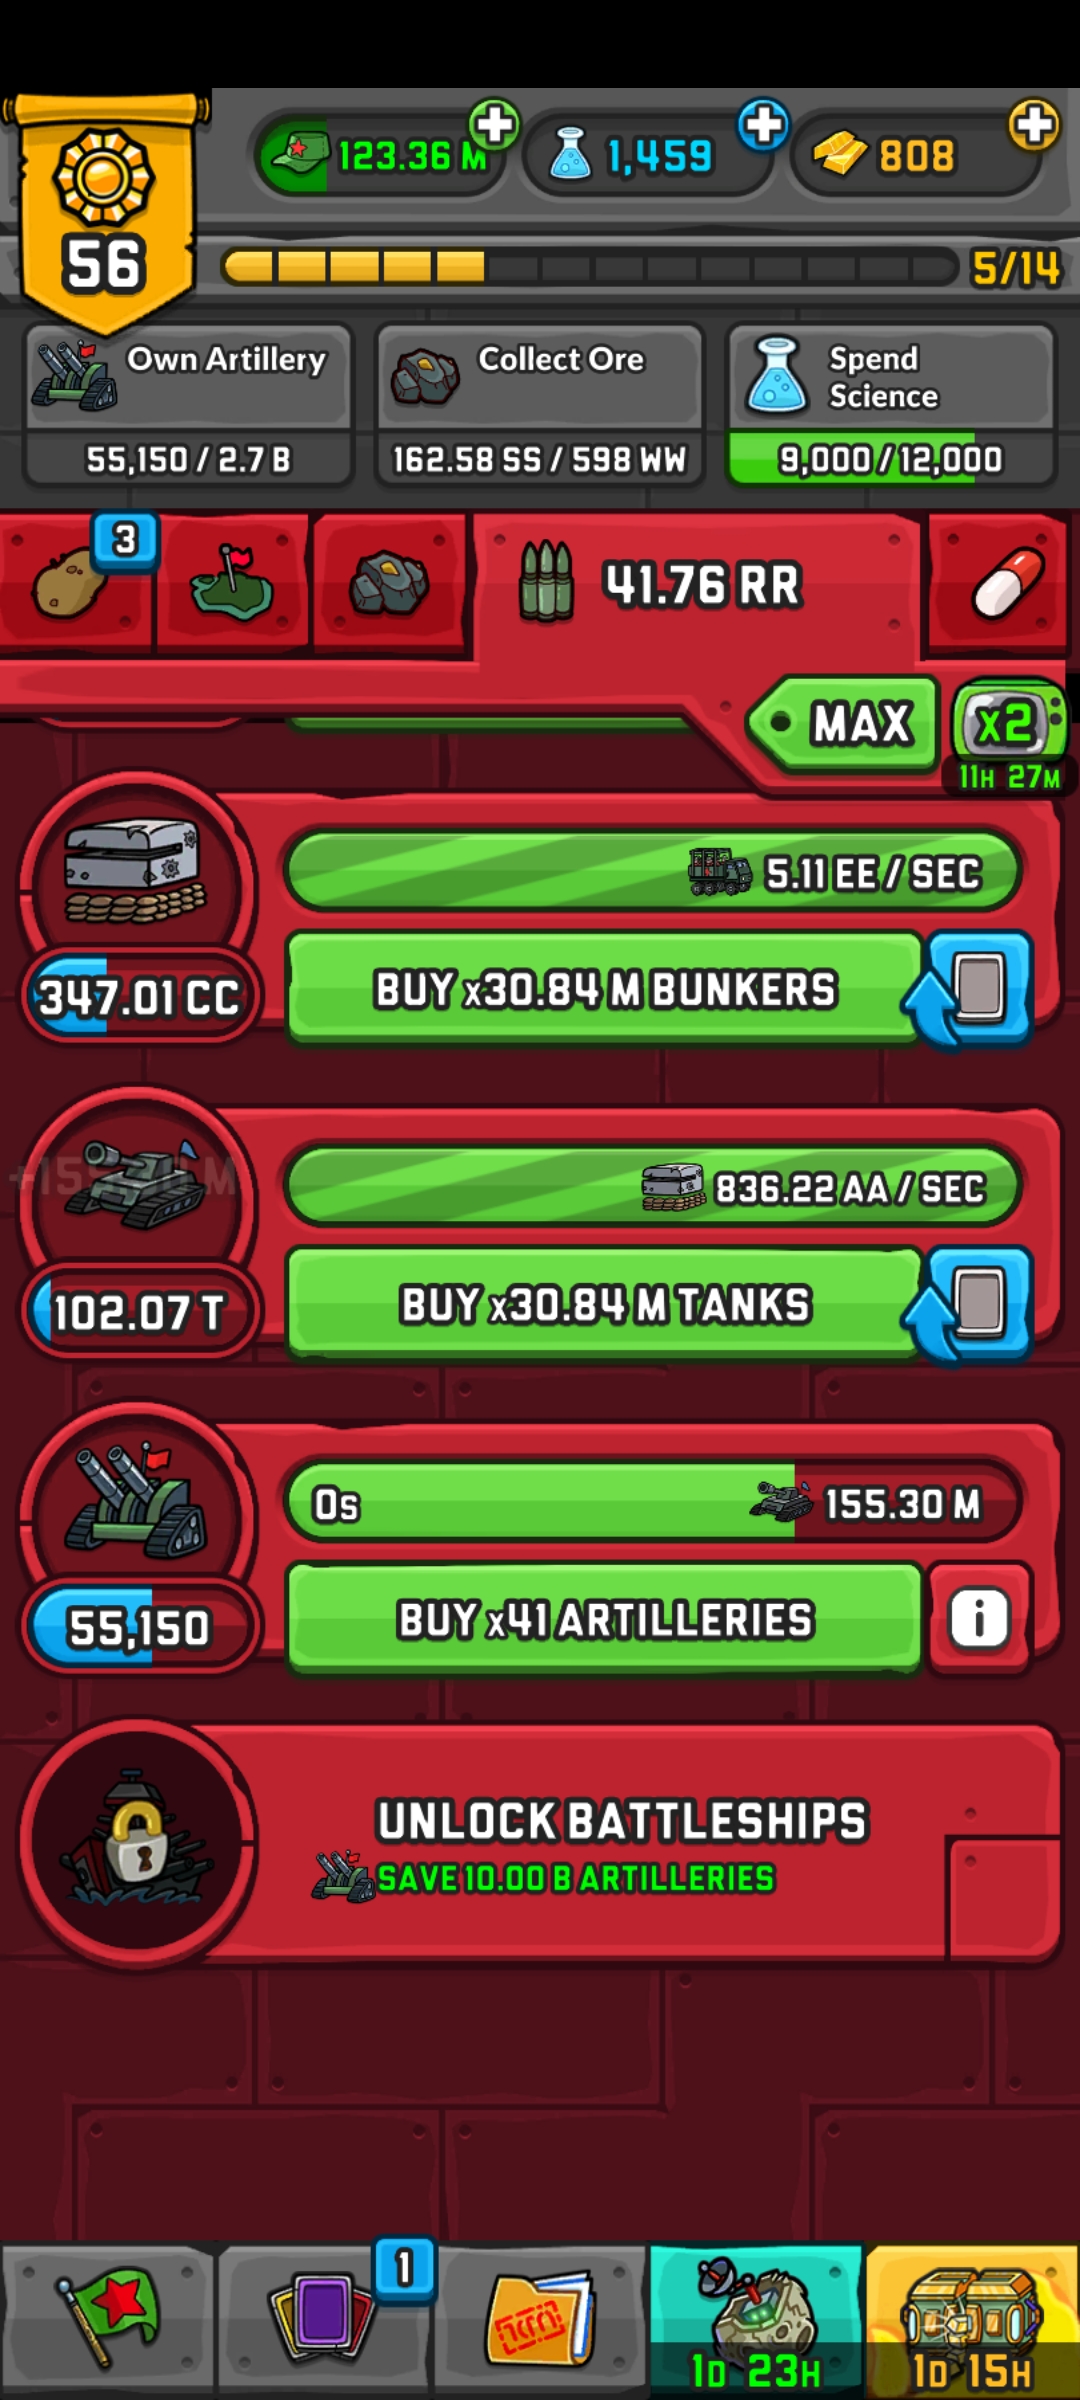 123.36 M
1,459
808
56
5/14
Own Artillery
55,150 / 2.7 B
Collect Ore
162.58 SS / 598 WW
Spend
Science
9,000 / 12,000
3
41.76 RR
MAX
x2
11H 27M
5.11 EE / SEC
347.01 CC
BUY x30.84 M BUNKERS
+155.30 M
836.22 AA / SEC
102.07 T
BUY x30.84 M TANKS
0s
155.30 M
55,150
BUY x41 ARTILLERIES
i
UNLOCK BATTLESHIPS
SAVE 10.00 B ARTILLERIES
1
1D 23H
1D 15H